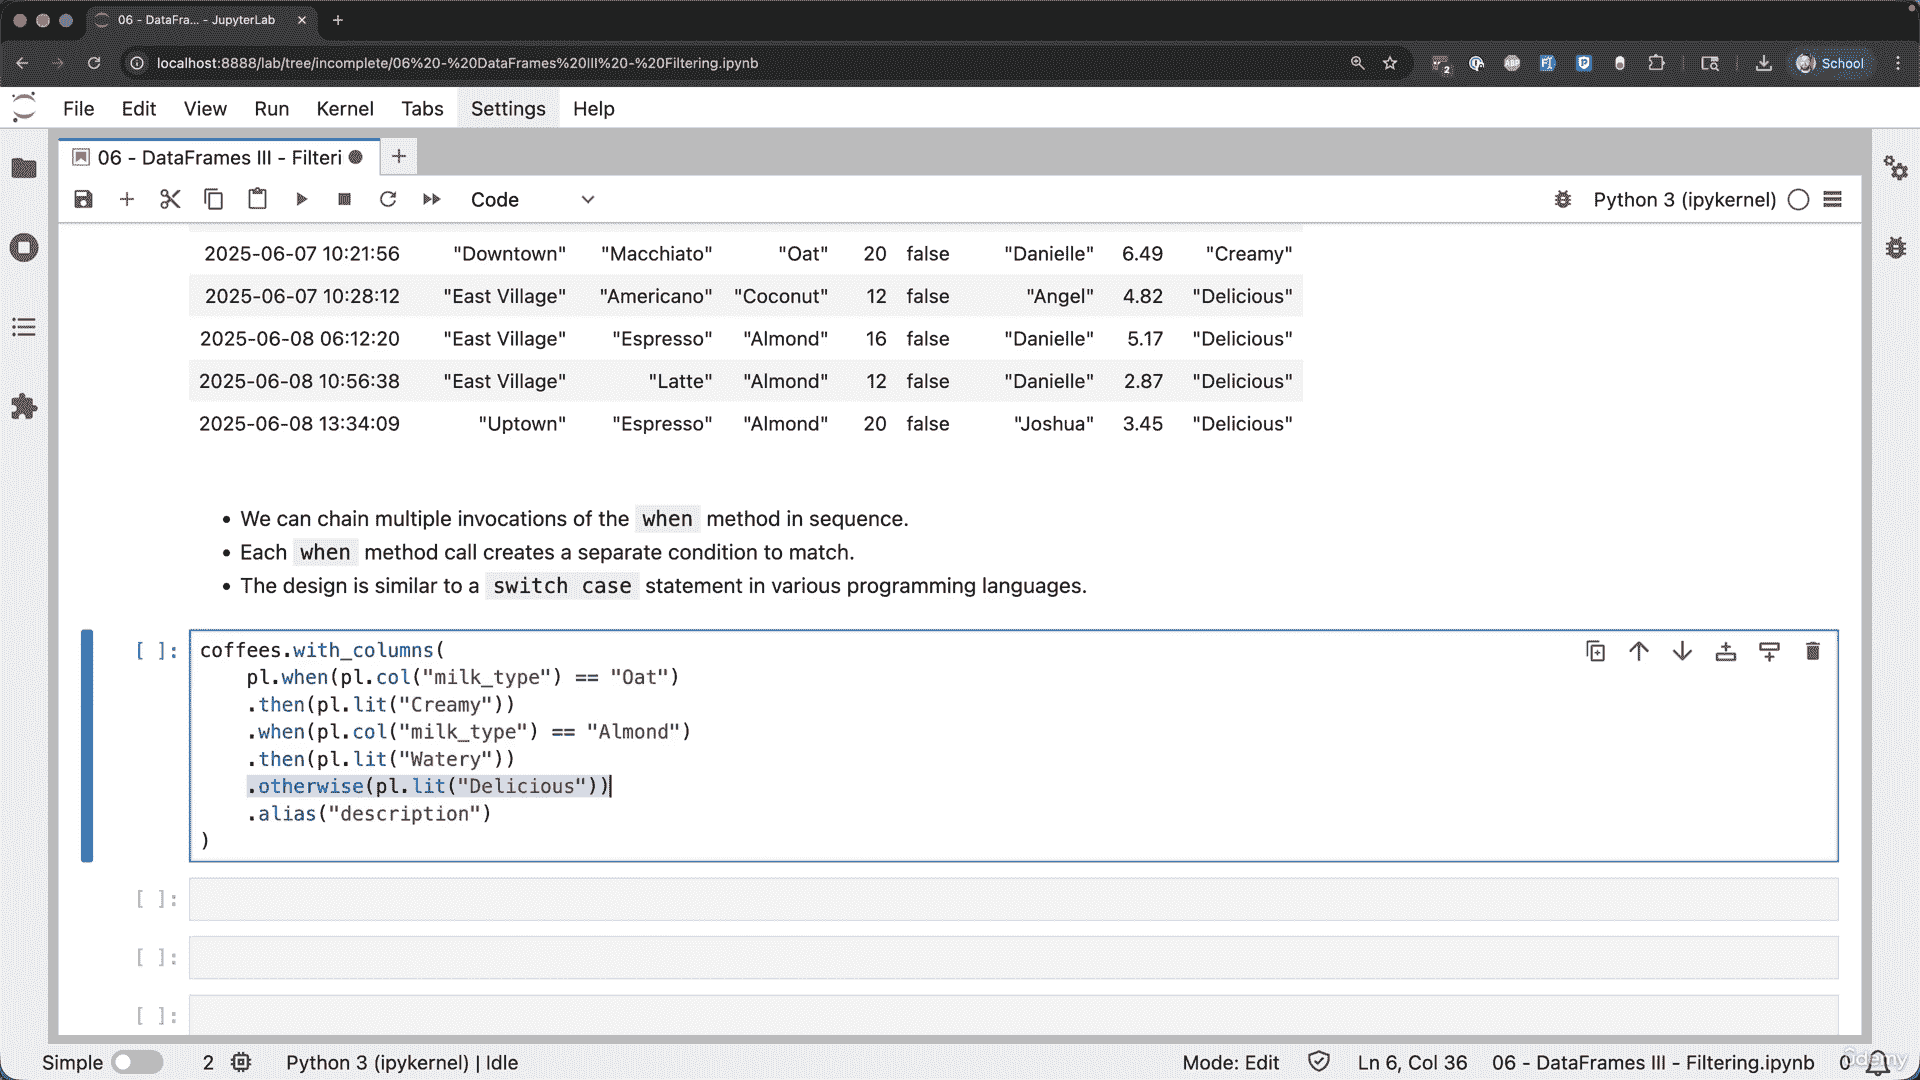 06 - DataFra... - JupyterLab
localhost:8888/lab/tree/incomplete/06%20-%20DataFrames%20III%20-%20Filtering.ipynb
2
ABP
School
File Edit View Run Kernel Tabs Settings Help
06 - DataFrames III - Filteri
Code
Python 3 (ipykernel)
2025-06-07 10:21:56 "Downtown" "Macchiato" "Oat" 20 false "Danielle" 6.49 "Creamy"
2025-06-07 10:28:12 "East Village" "Americano" "Coconut" 12 false "Angel" 4.82 "Delicious"
2025-06-08 06:12:20 "East Village" "Espresso" "Almond" 16 false "Danielle" 5.17 "Delicious"
2025-06-08 10:56:38 "East Village" "Latte" "Almond" 12 false "Danielle" 2.87 "Delicious"
2025-06-08 13:34:09 "Uptown" "Espresso" "Almond" 20 false "Joshua" 3.45 "Delicious"
• We can chain multiple invocations of the when method in sequence.
• Each when method call creates a separate condition to match.
• The design is similar to a switch case statement in various programming languages.
[ ]: coffees.with_columns(
pl.when(pl.col("milk_type") == "Oat")
.then(pl.lit("Creamy"))
.when(pl.col("milk_type") == "Almond")
.then(pl.lit("Watery"))
.otherwise(pl.lit("Delicious"))
.alias("description")
)
[ ]:
[ ]:
[ ]:
Simple 2 Python 3 (ipykernel) | Idle Mode: Edit Ln 6, Col 36 06 - DataFrames III - Filtering.ipynb 0
ûdemy